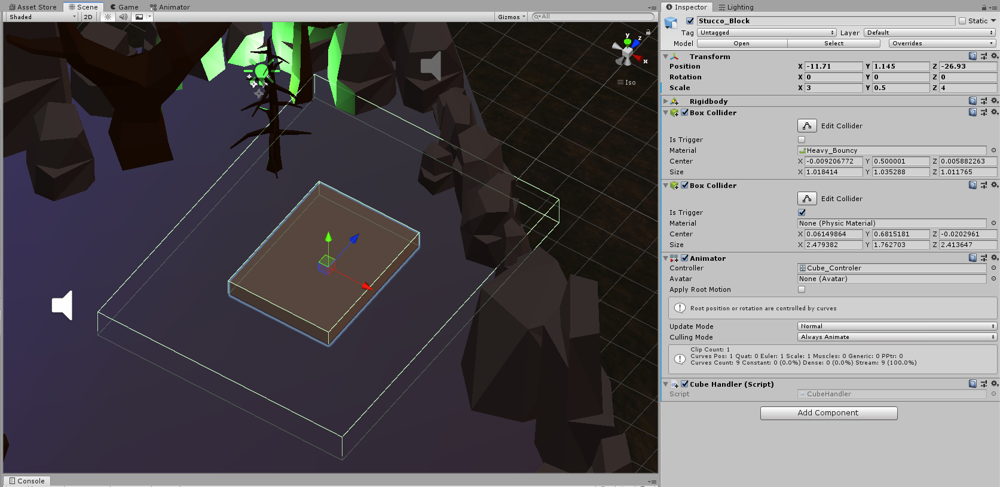 Asset Store Scene Game Animator
Shaded 2D Gizmos All
y
z
x
Iso
Console
Inspector Lighting
Stucco_Block Static
Tag Untagged Layer Default
Model Open Select Overrides
Transform
Position X -11.71 Y 1.145 Z -26.93
Rotation X 0 Y 0 Z 0
Scale X 3 Y 0.5 Z 4
Rigidbody
Box Collider
Edit Collider
Is Trigger
Material Heavy_Bouncy
Center X -0.009206772 Y 0.500001 Z 0.005882263
Size X 1.018414 Y 1.035288 Z 1.011765
Box Collider
Edit Collider
Is Trigger
Material None (Physic Material)
Center X 0.06149864 Y 0.6815181 Z -0.0202961
Size X 2.479382 Y 1.762703 Z 2.413647
Animator
Controller Cube_Controler
Avatar None (Avatar)
Apply Root Motion
Root position or rotation are controlled by curves
Update Mode Normal
Culling Mode Always Animate
Clip Count: 1
Curves Pos: 1 Quat: 0 Euler: 1 Scale: 1 Muscles: 0 Generic: 0 PPtr: 0
Curves Count: 9 Constant: 0 (0.0%) Dense: 0 (0.0%) Stream: 9 (100.0%)
Cube Handler (Script)
Script CubeHandler
Add Component